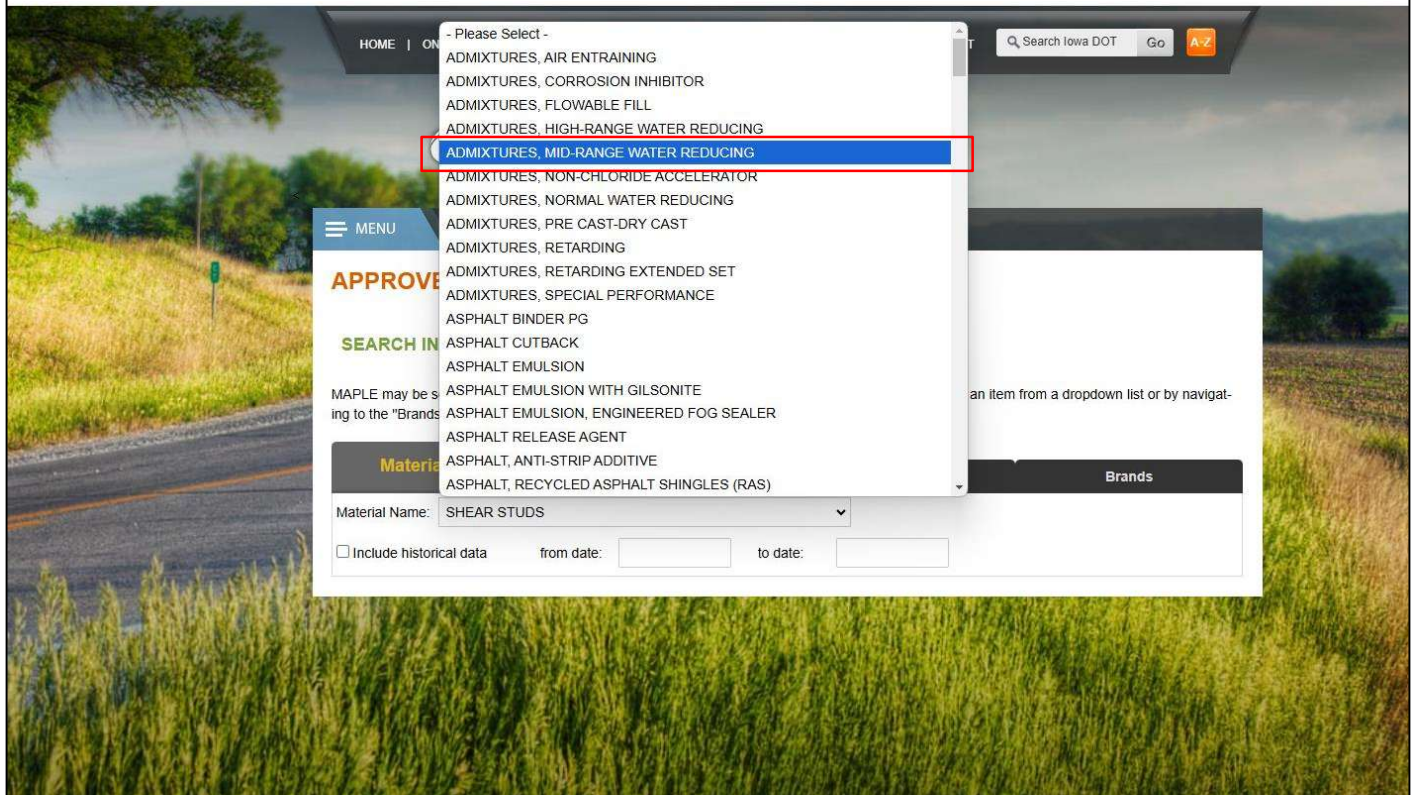 HOME | ON
- Please Select -
ADMIXTURES, AIR ENTRAINING
ADMIXTURES, CORROSION INHIBITOR
ADMIXTURES, FLOWABLE FILL
ADMIXTURES, HIGH-RANGE WATER REDUCING
ADMIXTURES, MID-RANGE WATER REDUCING
ADMIXTURES, NON-CHLORIDE ACCELERATOR
ADMIXTURES, NORMAL WATER REDUCING
ADMIXTURES, PRE CAST-DRY CAST
ADMIXTURES, RETARDING
ADMIXTURES, RETARDING EXTENDED SET
ADMIXTURES, SPECIAL PERFORMANCE
ASPHALT BINDER PG
ASPHALT CUTBACK
ASPHALT EMULSION
ASPHALT EMULSION WITH GILSONITE
ASPHALT EMULSION, ENGINEERED FOG SEALER
ASPHALT RELEASE AGENT
ASPHALT, ANTI-STRIP ADDITIVE
ASPHALT, RECYCLED ASPHALT SHINGLES (RAS)
T
Search Iowa DOT Go A-Z
MENU
APPROVE
SEARCH IN
MAPLE may be s an item from a dropdown list or by navigat-
ing to the "Brands
Materia Brands
Material Name: SHEAR STUDS
Include historical data from date: to date: